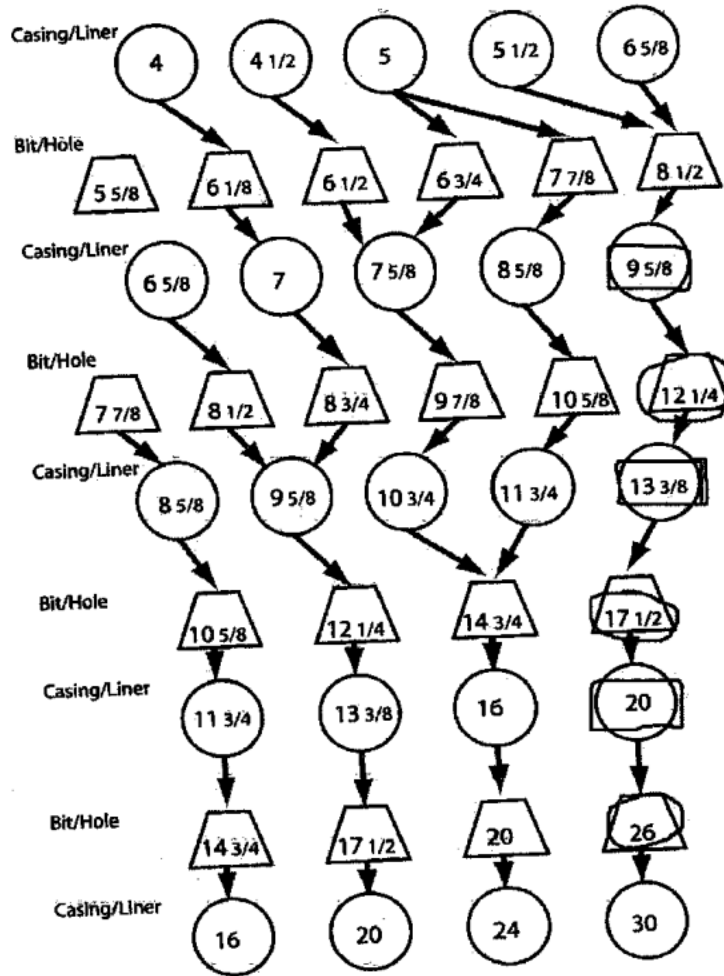 Casing/Liner 4 4 1/2 5 5 1/2 6 5/8
Bit/Hole 5 5/8 6 1/8 6 1/2 6 3/4 7 7/8 8 1/2
Casing/Liner 6 5/8 7 7 5/8 8 5/8 9 5/8
Bit/Hole 7 7/8 8 1/2 8 3/4 9 7/8 10 5/8 12 1/4
Casing/Liner 8 5/8 9 5/8 10 3/4 11 3/4 13 3/8
Bit/Hole 10 5/8 12 1/4 14 3/4 17 1/2
Casing/Liner 11 3/4 13 3/8 16 20
Bit/Hole 14 3/4 17 1/2 20 26
Casing/Liner 16 20 24 30